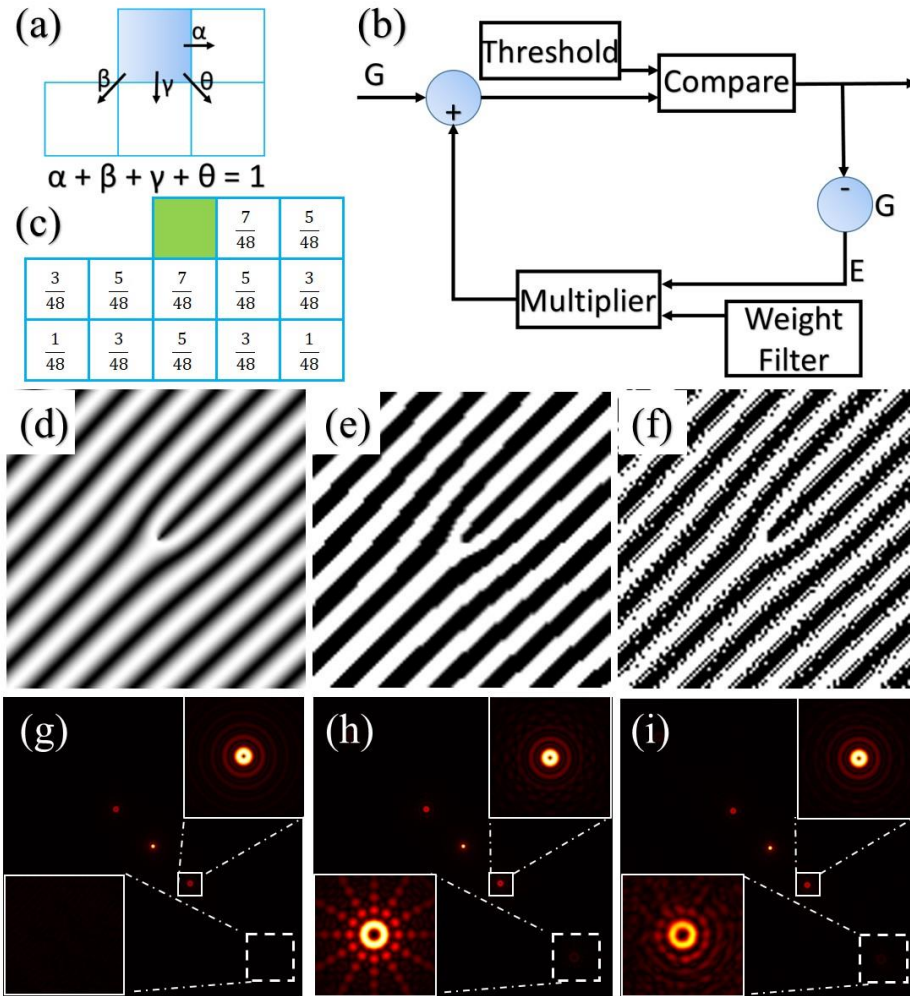 (a)
α
β
γ
θ
α + β + γ + θ = 1
(b)
G
Threshold
+
Compare
-
G
E
Multiplier
Weight
Filter
(c)
7/48 5/48
3/48 5/48 7/48 5/48 3/48
1/48 3/48 5/48 3/48 1/48
(d) (e) (f)
(g) (h) (i)